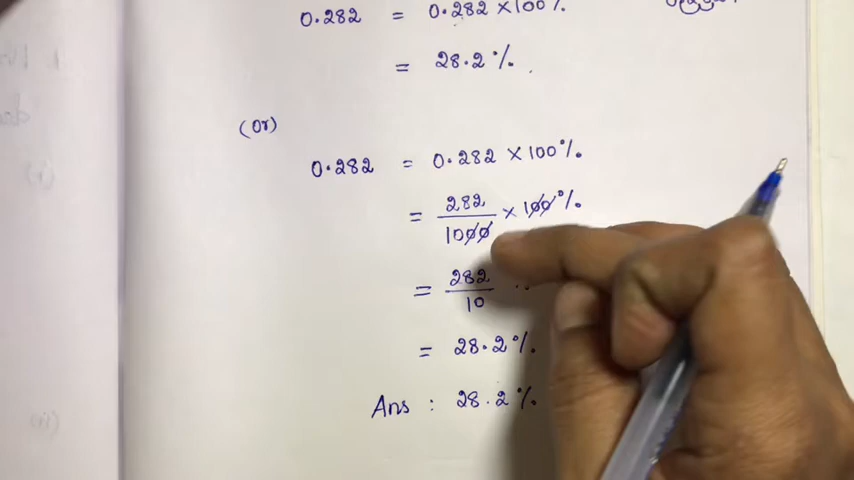 0.282 = 0.282 × 100%.
= 28.2%.
(Or)
0.282 = 0.282 × 100%.
= 282/1000 × 100%.
= 282/10
= 28.2%.
Ans : 28.2%.